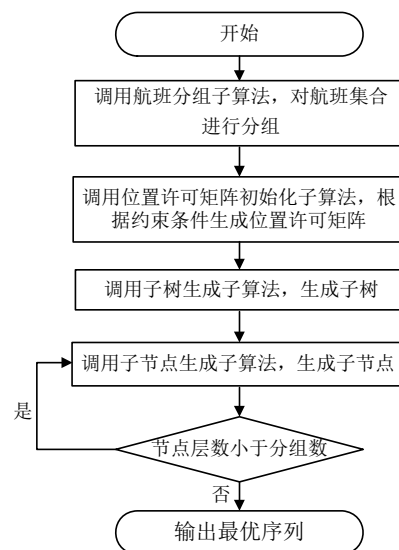 开始
调用航班分组子算法，对航班集合
进行分组
调用位置许可矩阵初始化子算法，根
据约束条件生成位置许可矩阵
调用子树生成子算法，生成子树
调用子节点生成子算法，生成子节点
是
节点层数小于分组数
否
输出最优序列